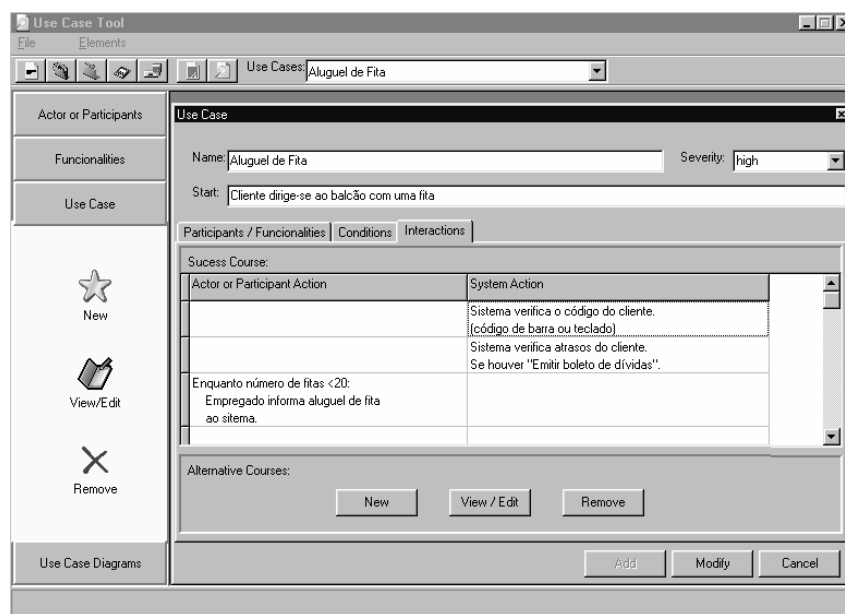 Use Case Tool
File Elements
Use Cases: Aluguel de Fita
Actor or Participants
Funcionalities
Use Case
New
View/Edit
Remove
Use Case Diagrams
Use Case
Name: Aluguel de Fita Severity: high
Start: Cliente dirige-se ao balcão com uma fita
Participants / Funcionalities Conditions Interactions
Sucess Course:
Actor or Participant Action System Action
Sistema verifica o código do cliente.
(código de barra ou teclado)
Sistema verifica atrasos do cliente.
Se houver "Emitir boleto de dívidas".
Enquanto número de fitas <20:
Empregado informa aluguel de fita
ao sitema.
Alternative Courses:
New View / Edit Remove
Add Modify Cancel